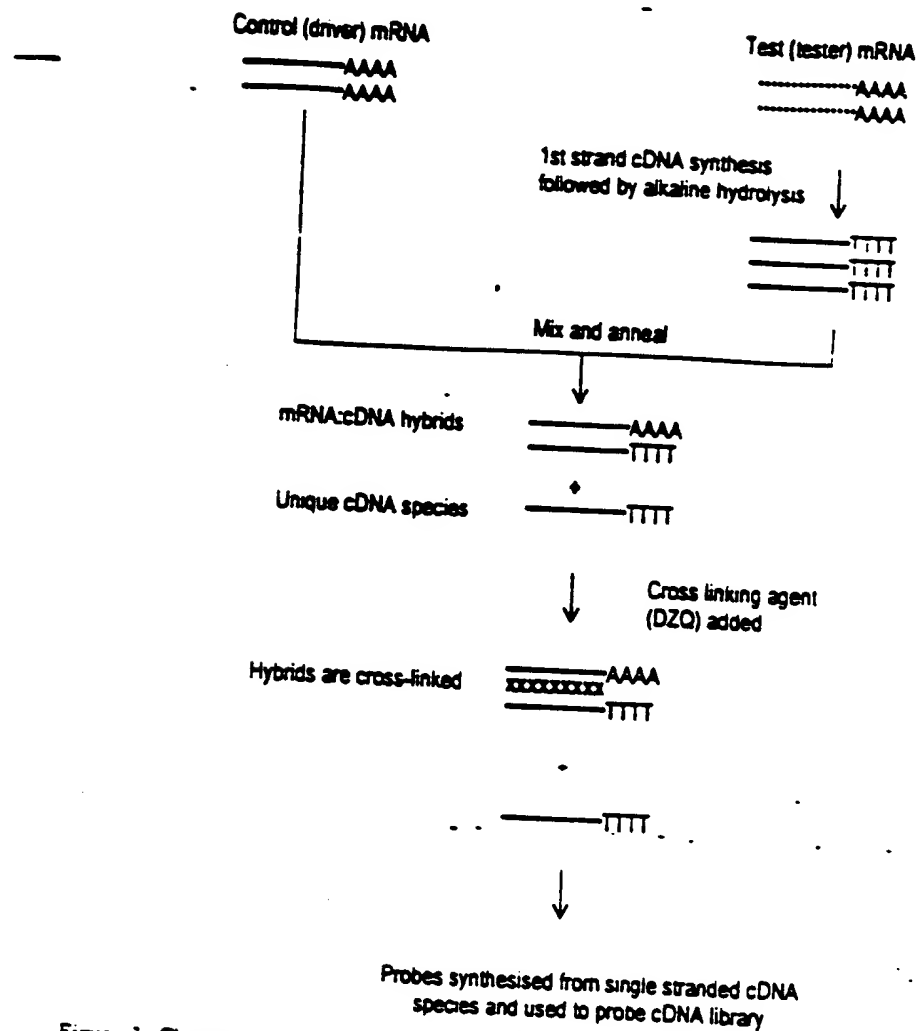 Control (driver) mRNA
Test (tester) mRNA
AAAA
AAAA
AAAA
AAAA
1st strand cDNA synthesis
followed by alkaline hydrolysis
TTTT
TTTT
TTTT
Mix and anneal
mRNA:cDNA hybrids
AAAA
TTTT
+
Unique cDNA species
TTTT
Cross linking agent
(DZQ) added
Hybrids are cross-linked
AAAA
xxxxxxxxx
TTTT
TTTT
Probes synthesised from single stranded cDNA
species and used to probe cDNA library